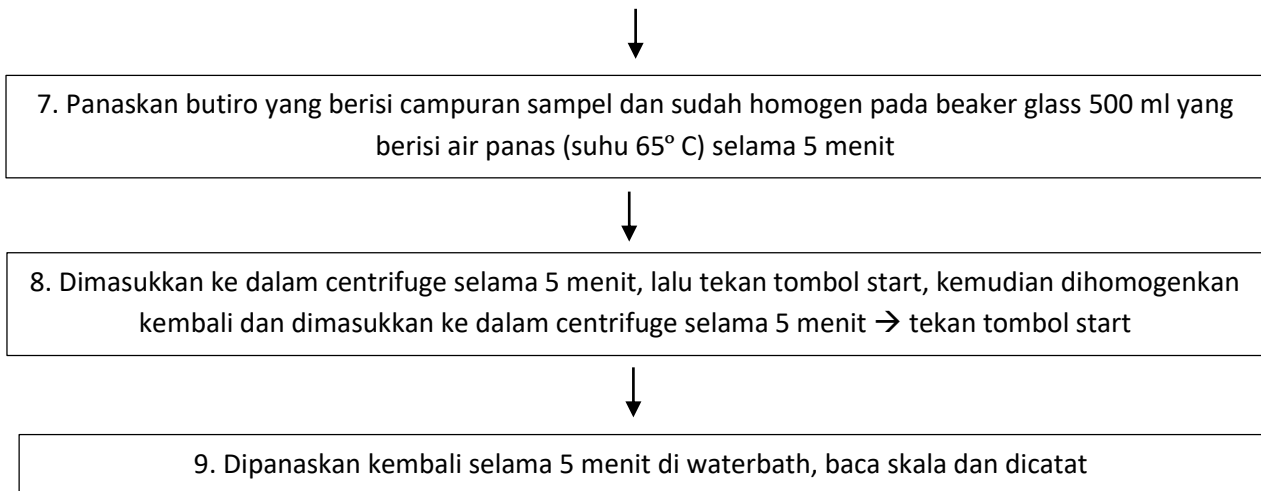 7. Panaskan butiro yang berisi campuran sampel dan sudah homogen pada beaker glass 500 ml yang
berisi air panas (suhu 65° C) selama 5 menit
8. Dimasukkan ke dalam centrifuge selama 5 menit, lalu tekan tombol start, kemudian dihomogenkan
kembali dan dimasukkan ke dalam centrifuge selama 5 menit → tekan tombol start
9. Dipanaskan kembali selama 5 menit di waterbath, baca skala dan dicatat